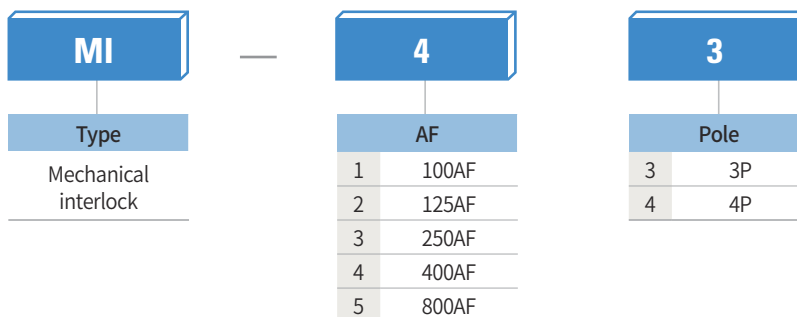 MI — 4 3
Type AF Pole
Mechanical
interlock
1 100AF 3 3P
2 125AF 4 4P
3 250AF
4 400AF
5 800AF